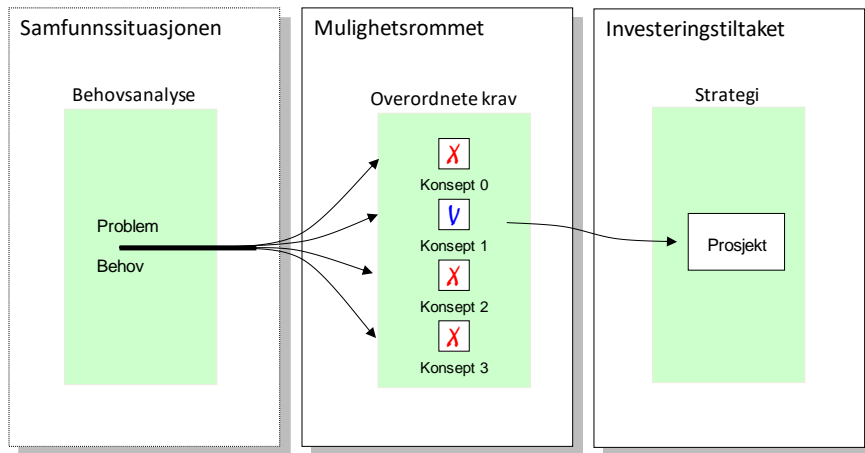 Samfunnssituasjonen
Behovsanalyse
Problem
Behov
Mulighetsrommet
Overordnete krav
X
Konsept 0
V
Konsept 1
X
Konsept 2
X
Konsept 3
Investeringstiltaket
Strategi
Prosjekt